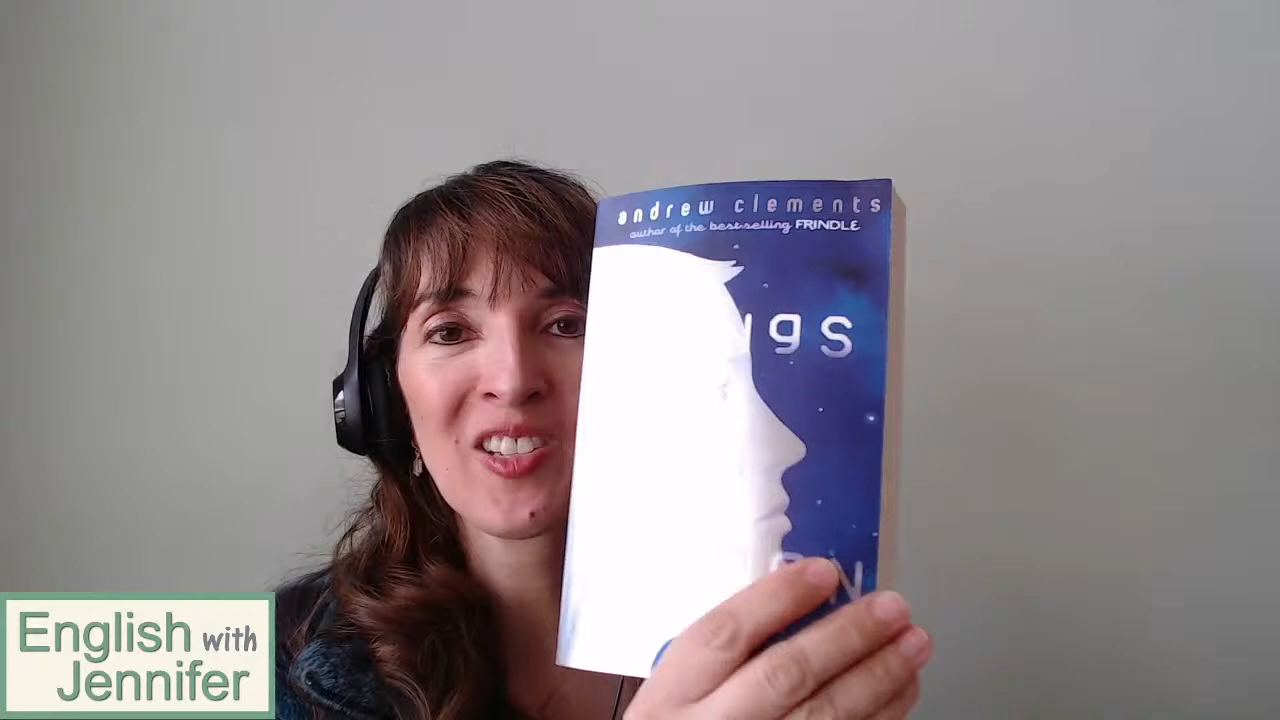 andrew clements
author of the best-selling FRINDLE
English with
Jennifer